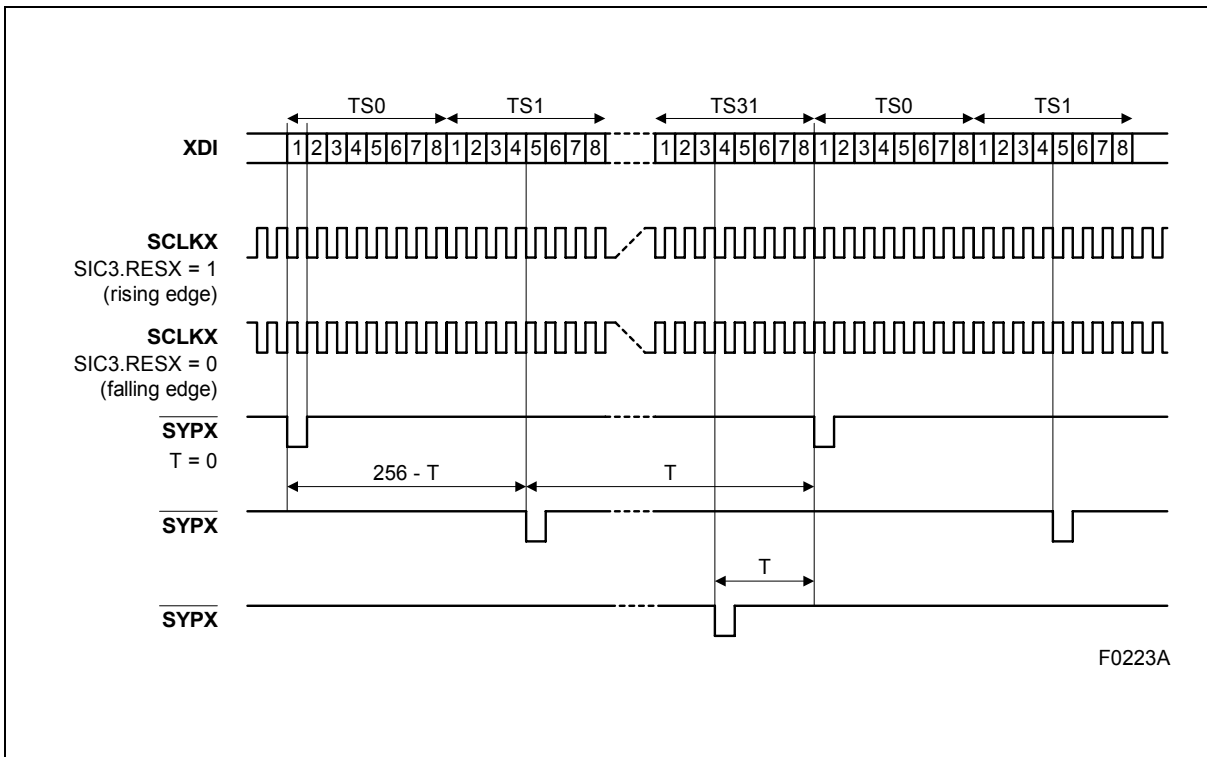 TS0 TS1 TS31 TS0 TS1
XDI 1 2 3 4 5 6 7 8 1 2 3 4 5 6 7 8 1 2 3 4 5 6 7 8 1 2 3 4 5 6 7 8 1 2 3 4 5 6 7 8
SCLKX
SIC3.RESX = 1
(rising edge)
SCLKX
SIC3.RESX = 0
(falling edge)
SYPX
T = 0
256 - T T
SYPX
T
SYPX
F0223A